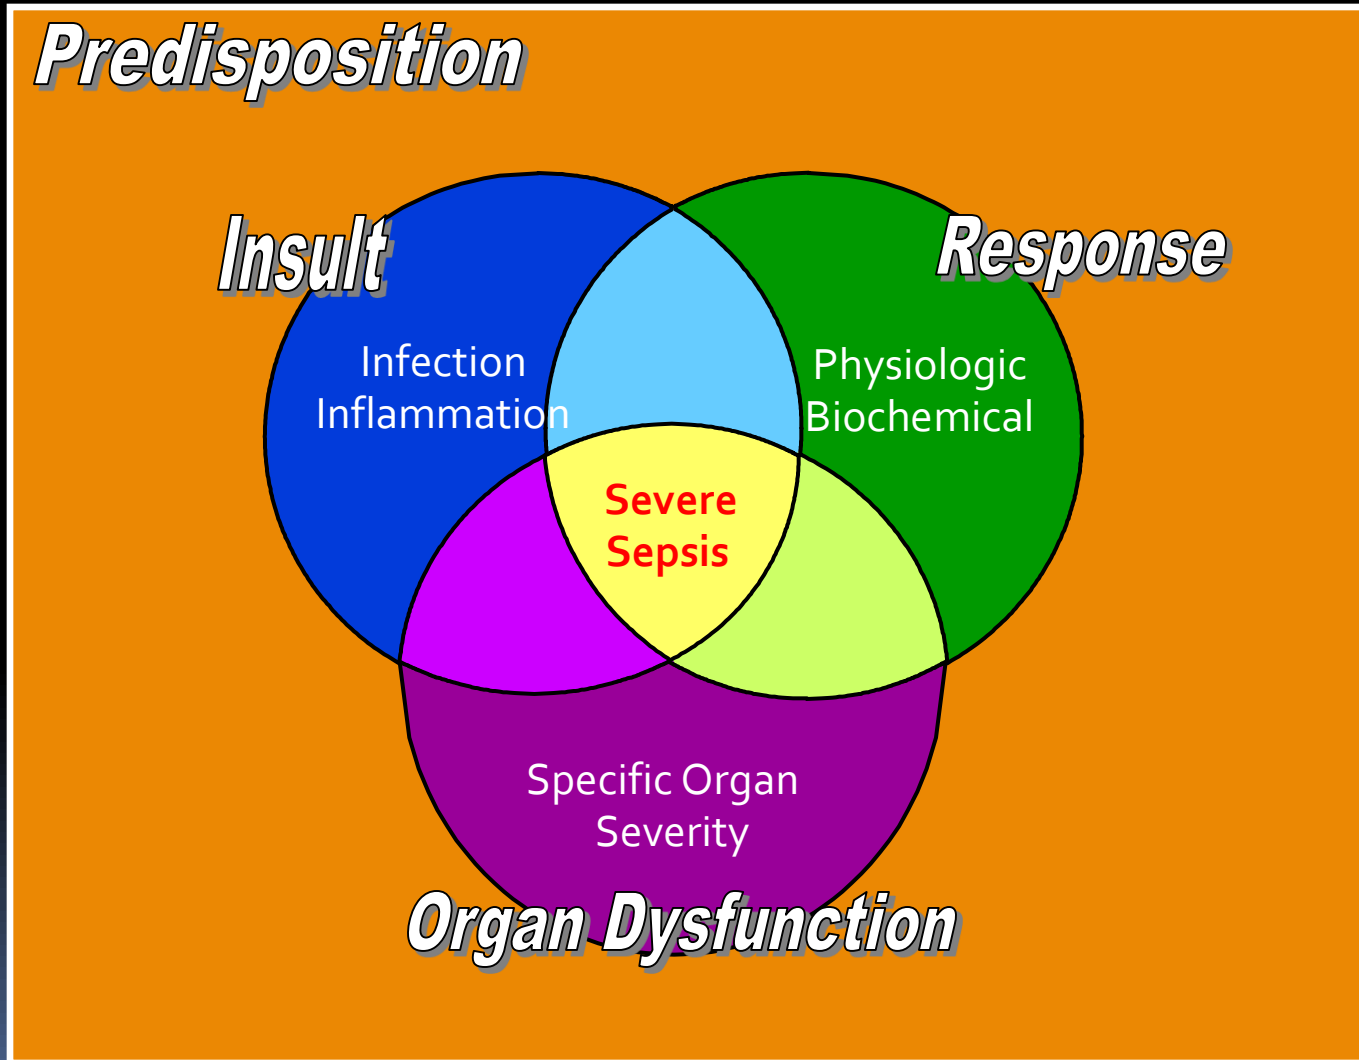 Predisposition
Insult
Response
Infection
Inflammation
Physiologic
Biochemical
Severe
Sepsis
Specific Organ
Severity
Organ Dysfunction